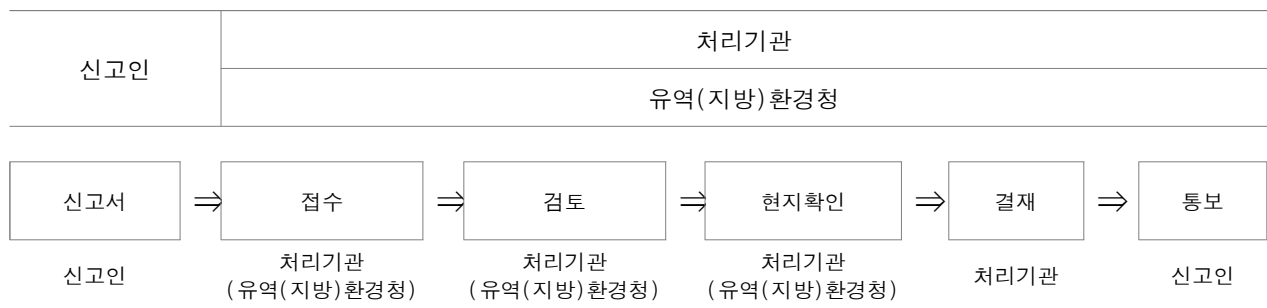 신고인
처리기관
유역(지방)환경청
신고서 ⇒ 접수 ⇒ 검토 ⇒ 현지확인 ⇒ 결재 ⇒ 통보
신고인 처리기관 처리기관 처리기관 처리기관 신고인
(유역(지방)환경청) (유역(지방)환경청) (유역(지방)환경청)